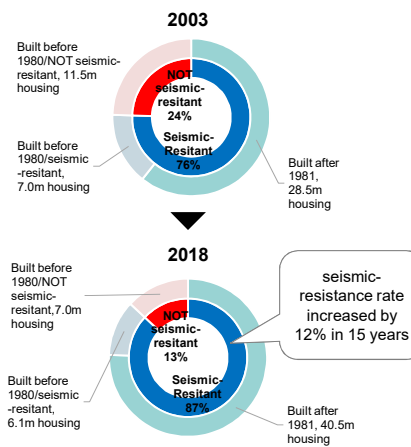 2003
Built before
1980/NOT seismic-
resitant, 11.5m
housing
NOT
seismic-
resitant
24%
Built before
1980/seismic
-resitant,
7.0m housing
Seismic-
Resitant
76%
Built after
1981,
28.5m
housing
2018
Built before
1980/NOT
seismic-
resitant,7.0m
housing
NOT
seismic-
resitant
13%
seismic-
resistance rate
increased by
12% in 15 years
Built before
1980/seismic
-resitant,
6.1m housing
Seismic-
Resitant
87%
Built after
1981, 40.5m
housing